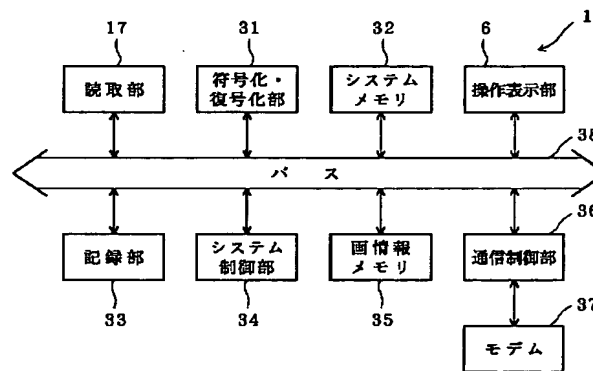 17 31 32 6 1
読取部 符号化・復号化部 システムメモリ 操作表示部
38
バス
36
記録部 システム制御部 画情報メモリ 通信制御部
33 34 35 37
モデム